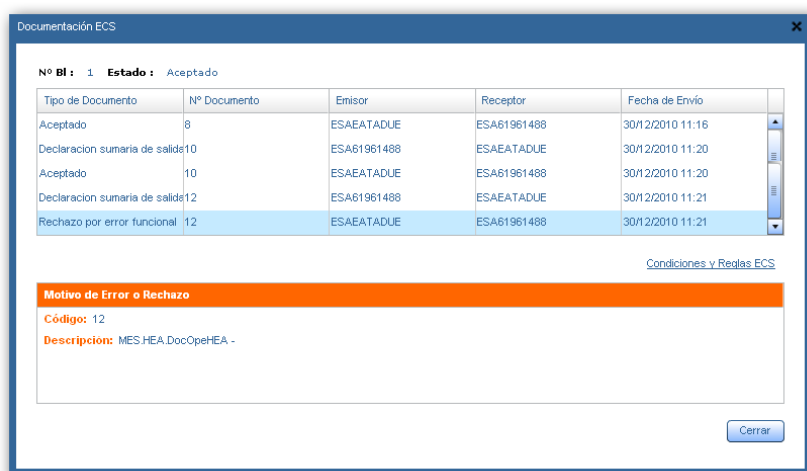 Documentación ECS
Nº Bl : 1 Estado : Aceptado
Tipo de Documento Nº Documento Emisor Receptor Fecha de Envío
Aceptado 8 ESAEATADUE ESA61961488 30/12/2010 11:16
Declaracion sumaria de salida 10 ESA61961488 ESAEATADUE 30/12/2010 11:20
Aceptado 10 ESAEATADUE ESA61961488 30/12/2010 11:20
Declaracion sumaria de salida 12 ESA61961488 ESAEATADUE 30/12/2010 11:21
Rechazo por error funcional 12 ESAEATADUE ESA61961488 30/12/2010 11:21
Condiciones y Reglas ECS
Motivo de Error o Rechazo
Código: 12
Descripción: MES.HEA.DocOpeHEA -
Cerrar